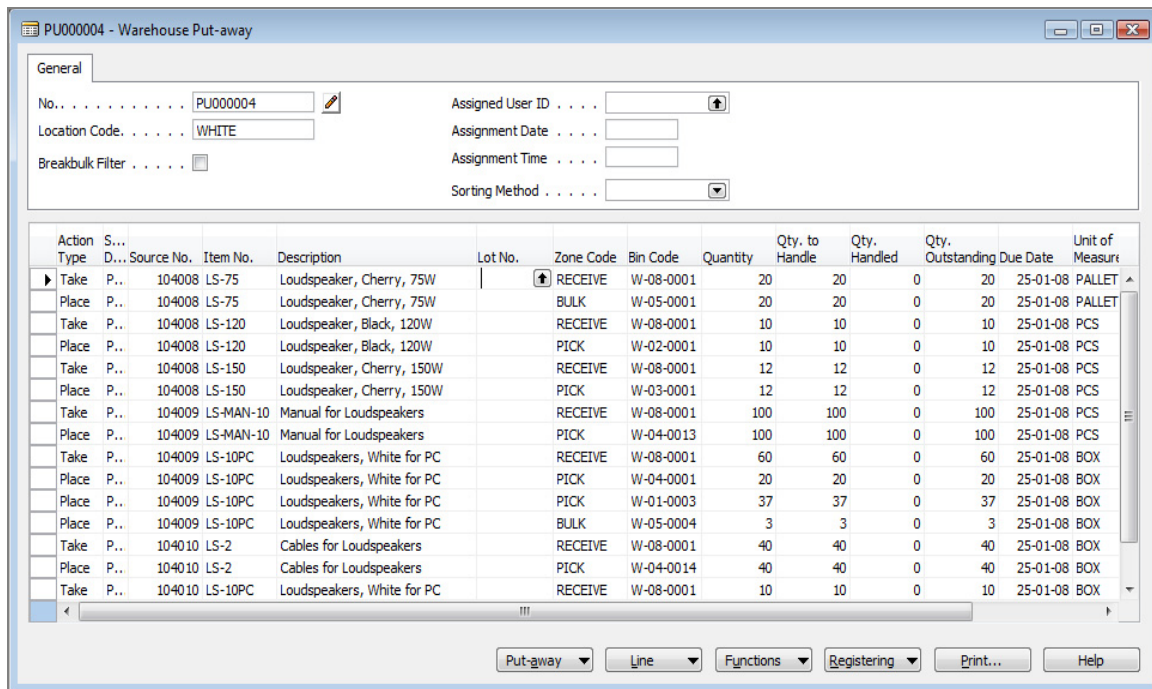 PU000004 - Warehouse Put-away
General
No.. . . . . . . . . . . PU000004
Assigned User ID . . . .
Location Code. . . . . . WHITE
Assignment Date . . . .
Breakbulk Filter . . . . .
Assignment Time . . . .
Sorting Method . . . . .
Action Type S... D... Source No. Item No. Description Lot No. Zone Code Bin Code Quantity Qty. to Handle Qty. Handled Qty. Outstanding Due Date Unit of Measure
Take P... 104008 LS-75 Loudspeaker, Cherry, 75W RECEIVE W-08-0001 20 20 0 20 25-01-08 PALLET
Place P... 104008 LS-75 Loudspeaker, Cherry, 75W BULK W-05-0001 20 20 0 20 25-01-08 PALLET
Take P... 104008 LS-120 Loudspeaker, Black, 120W RECEIVE W-08-0001 10 10 0 10 25-01-08 PCS
Place P... 104008 LS-120 Loudspeaker, Black, 120W PICK W-02-0001 10 10 0 10 25-01-08 PCS
Take P... 104008 LS-150 Loudspeaker, Cherry, 150W RECEIVE W-08-0001 12 12 0 12 25-01-08 PCS
Place P... 104008 LS-150 Loudspeaker, Cherry, 150W PICK W-03-0001 12 12 0 12 25-01-08 PCS
Take P... 104009 LS-MAN-10 Manual for Loudspeakers RECEIVE W-08-0001 100 100 0 100 25-01-08 PCS
Place P... 104009 LS-MAN-10 Manual for Loudspeakers PICK W-04-0013 100 100 0 100 25-01-08 PCS
Take P... 104009 LS-10PC Loudspeakers, White for PC RECEIVE W-08-0001 60 60 0 60 25-01-08 BOX
Place P... 104009 LS-10PC Loudspeakers, White for PC PICK W-04-0001 20 20 0 20 25-01-08 BOX
Place P... 104009 LS-10PC Loudspeakers, White for PC PICK W-01-0003 37 37 0 37 25-01-08 BOX
Place P... 104009 LS-10PC Loudspeakers, White for PC BULK W-05-0004 3 3 0 3 25-01-08 BOX
Take P... 104010 LS-2 Cables for Loudspeakers RECEIVE W-08-0001 40 40 0 40 25-01-08 BOX
Place P... 104010 LS-2 Cables for Loudspeakers PICK W-04-0014 40 40 0 40 25-01-08 BOX
Take P... 104010 LS-10PC Loudspeakers, White for PC RECEIVE W-08-0001 10 10 0 10 25-01-08 BOX
Put-away Line Functions Registering Print... Help